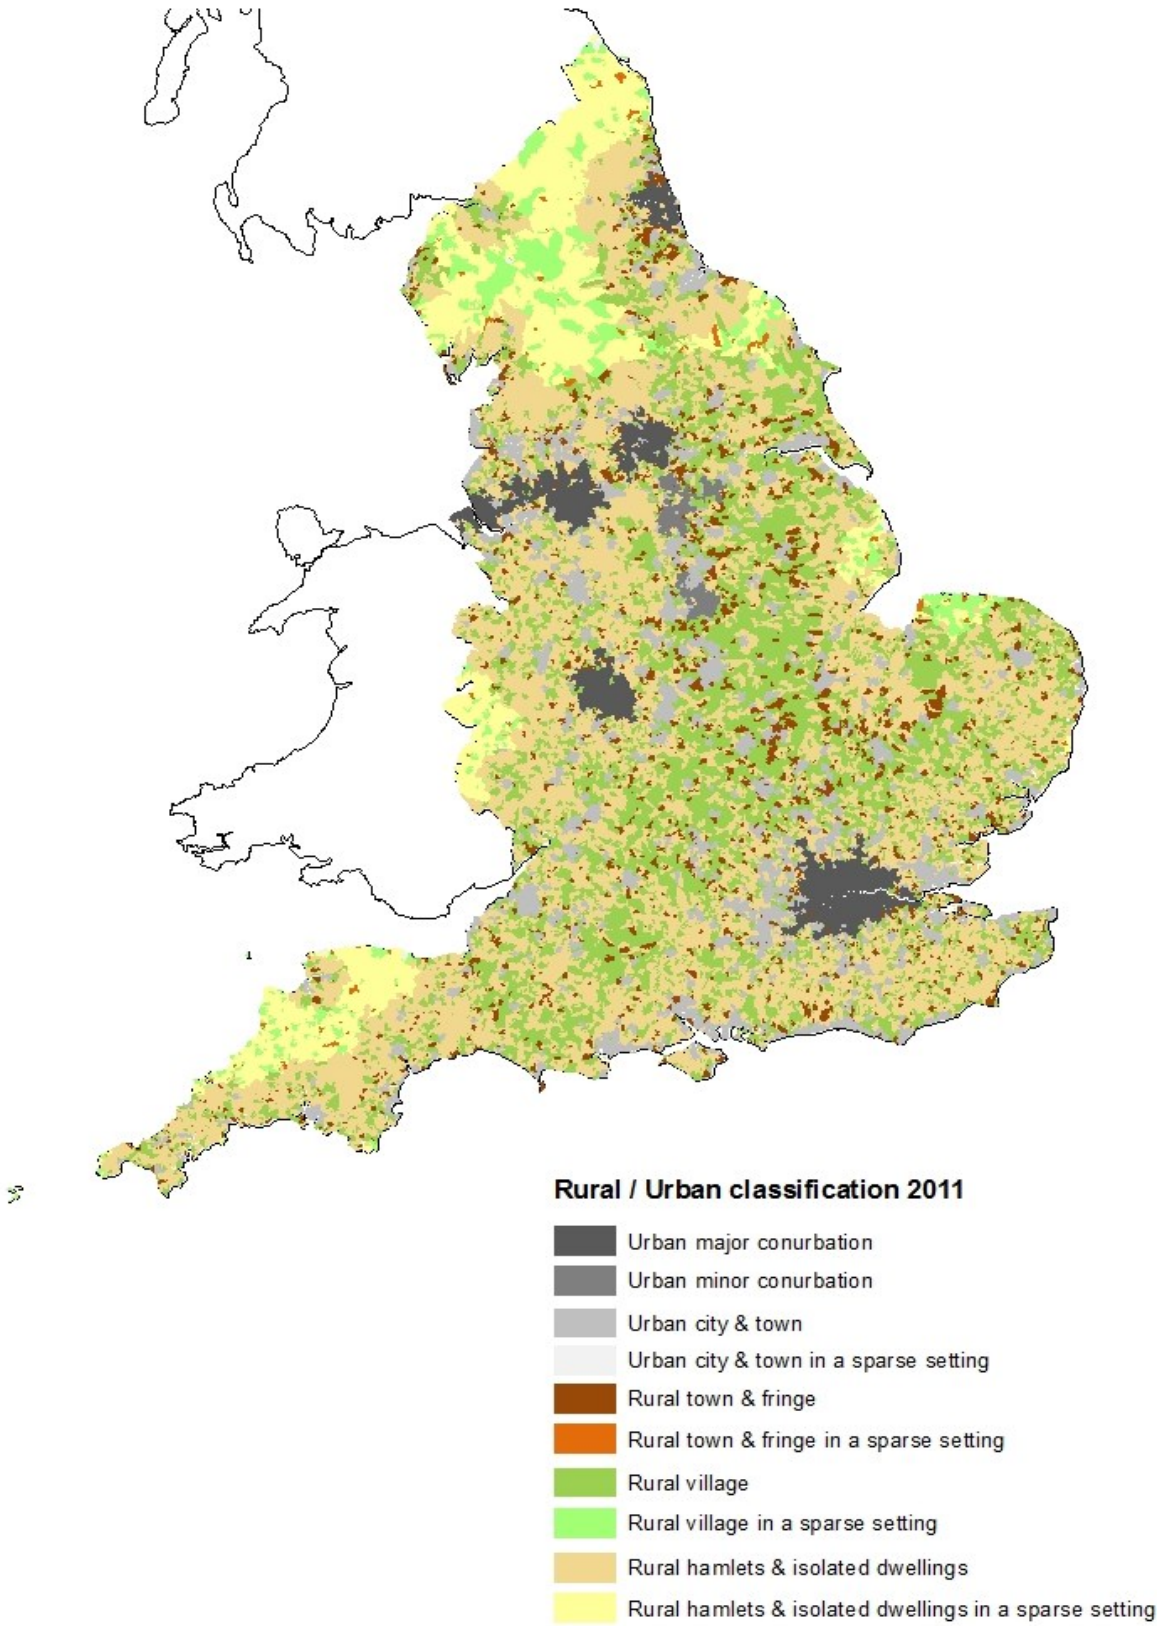 Rural / Urban classification 2011
Urban major conurbation
Urban minor conurbation
Urban city & town
Urban city & town in a sparse setting
Rural town & fringe
Rural town & fringe in a sparse setting
Rural village
Rural village in a sparse setting
Rural hamlets & isolated dwellings
Rural hamlets & isolated dwellings in a sparse setting